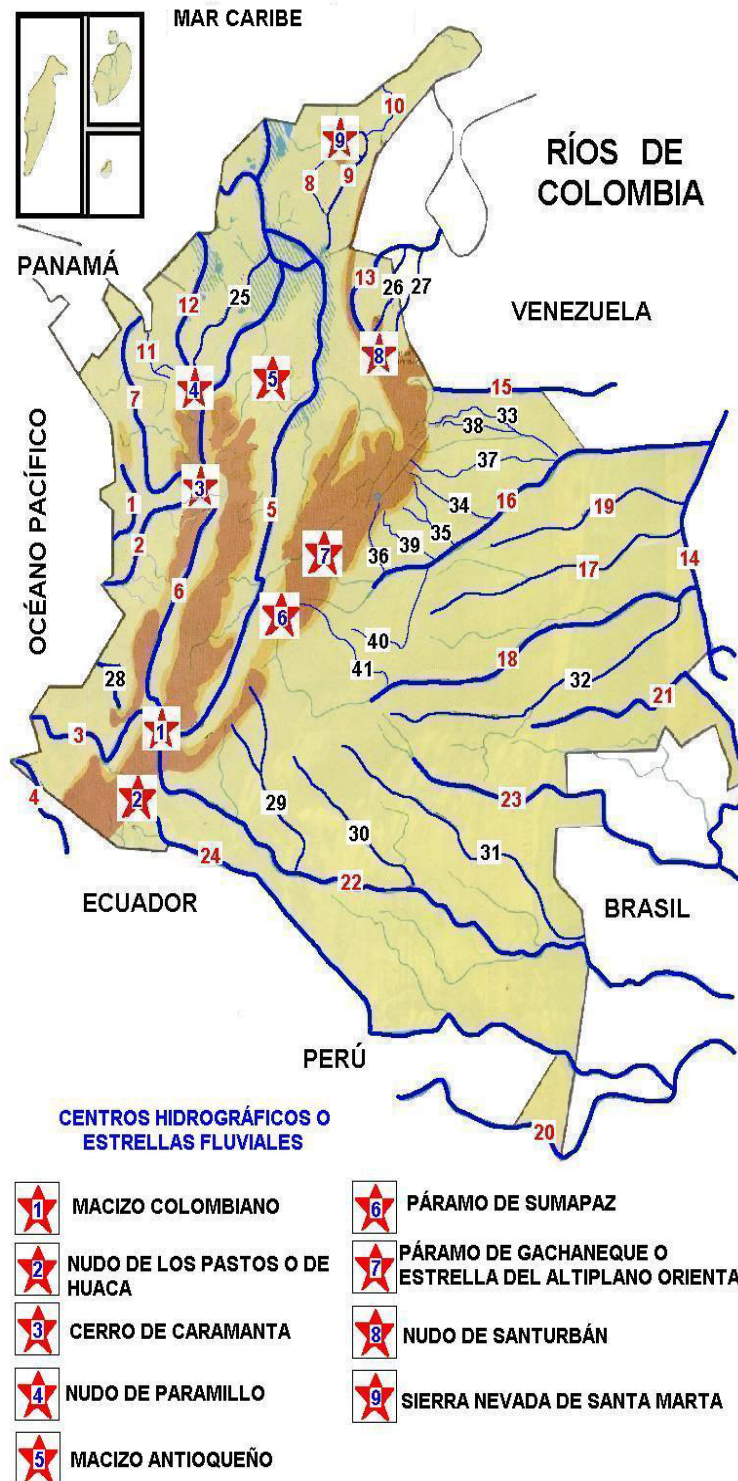 MAR CARIBE
10
9
RÍOS DE
COLOMBIA
8
9
PANAMÁ
13
26
27
12
25
VENEZUELA
11
8
4
5
15
7
33
38
OCÉANO PACÍFICO
37
3
1
5
34
16
19
2
35
36
39
7
14
6
17
6
40
18
41
28
32
21
3
1
4
2
29
23
30
31
24
22
ECUADOR
BRASIL
PERÚ
20
CENTROS HIDROGRÁFICOS O
ESTRELLAS FLUVIALES
1 MACIZO COLOMBIANO
2 NUDO DE LOS PASTOS O DE
HUACA
3 CERRO DE CARAMANTA
4 NUDO DE PARAMILLO
5 MACIZO ANTIOQUEÑO
6 PÁRAMO DE SUMAPAZ
7 PÁRAMO DE GACHANEQUE O
ESTRELLA DEL ALTIPLANO ORIENTA
8 NUDO DE SANTURBÁN
9 SIERRA NEVADA DE SANTA MARTA